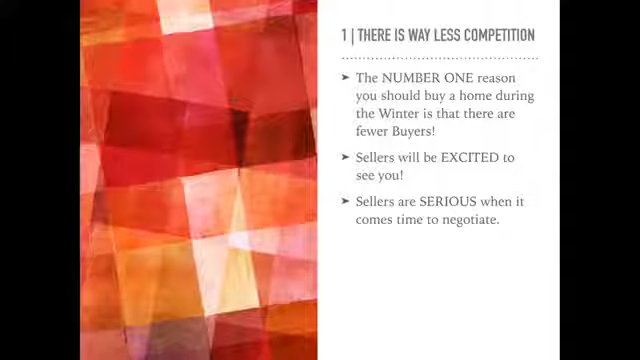 1 | THERE IS WAY LESS COMPETITION
➤ The NUMBER ONE reason
you should buy a home during
the Winter is that there are
fewer Buyers!
➤ Sellers will be EXCITED to
see you!
➤ Sellers are SERIOUS when it
comes time to negotiate.